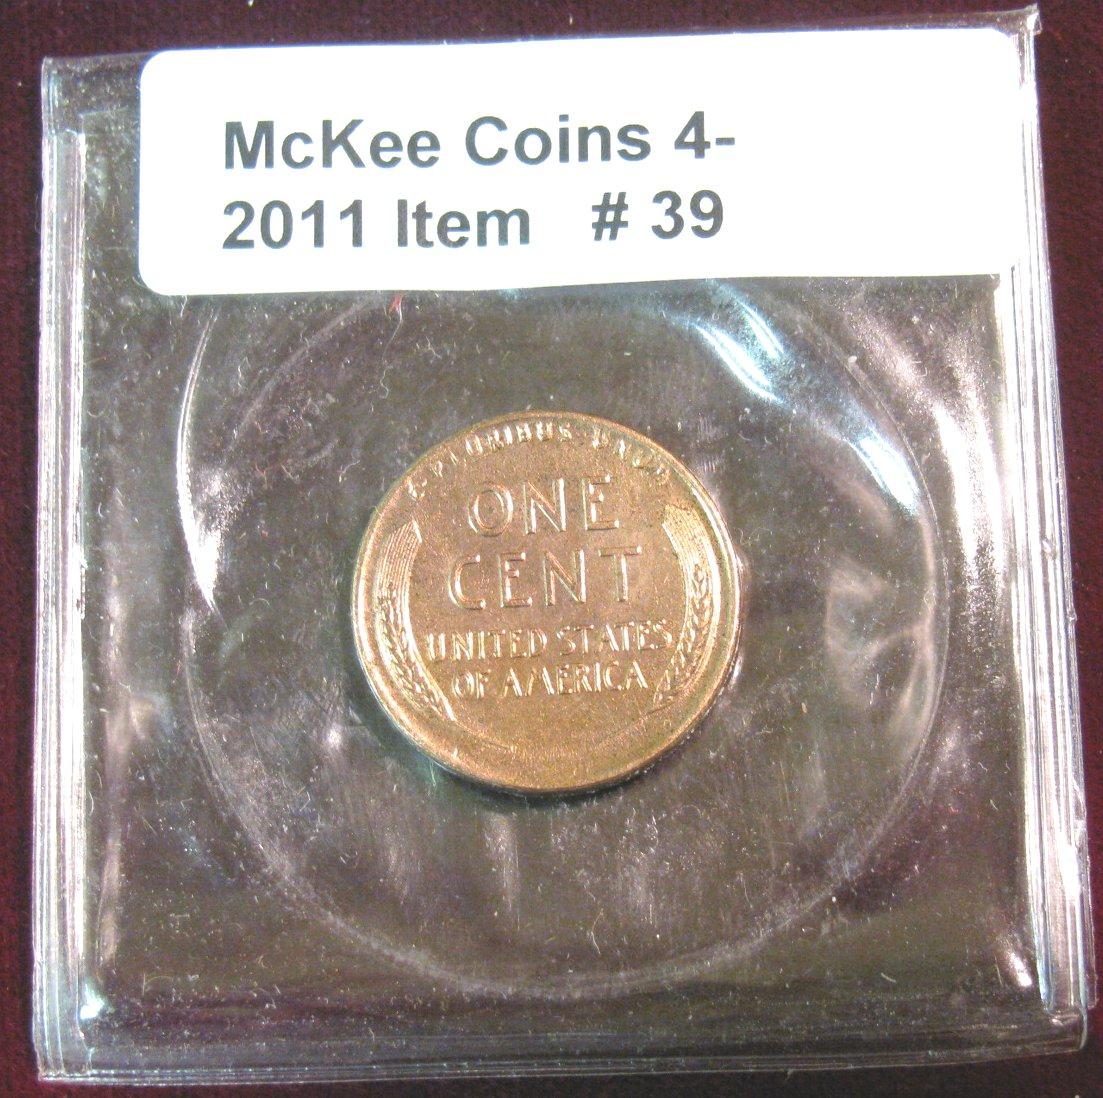 McKee Coins 4-
2011 Item # 39
E · PLURIBUS · UNUM
ONE
CENT
UNITED STATES
OF AMERICA